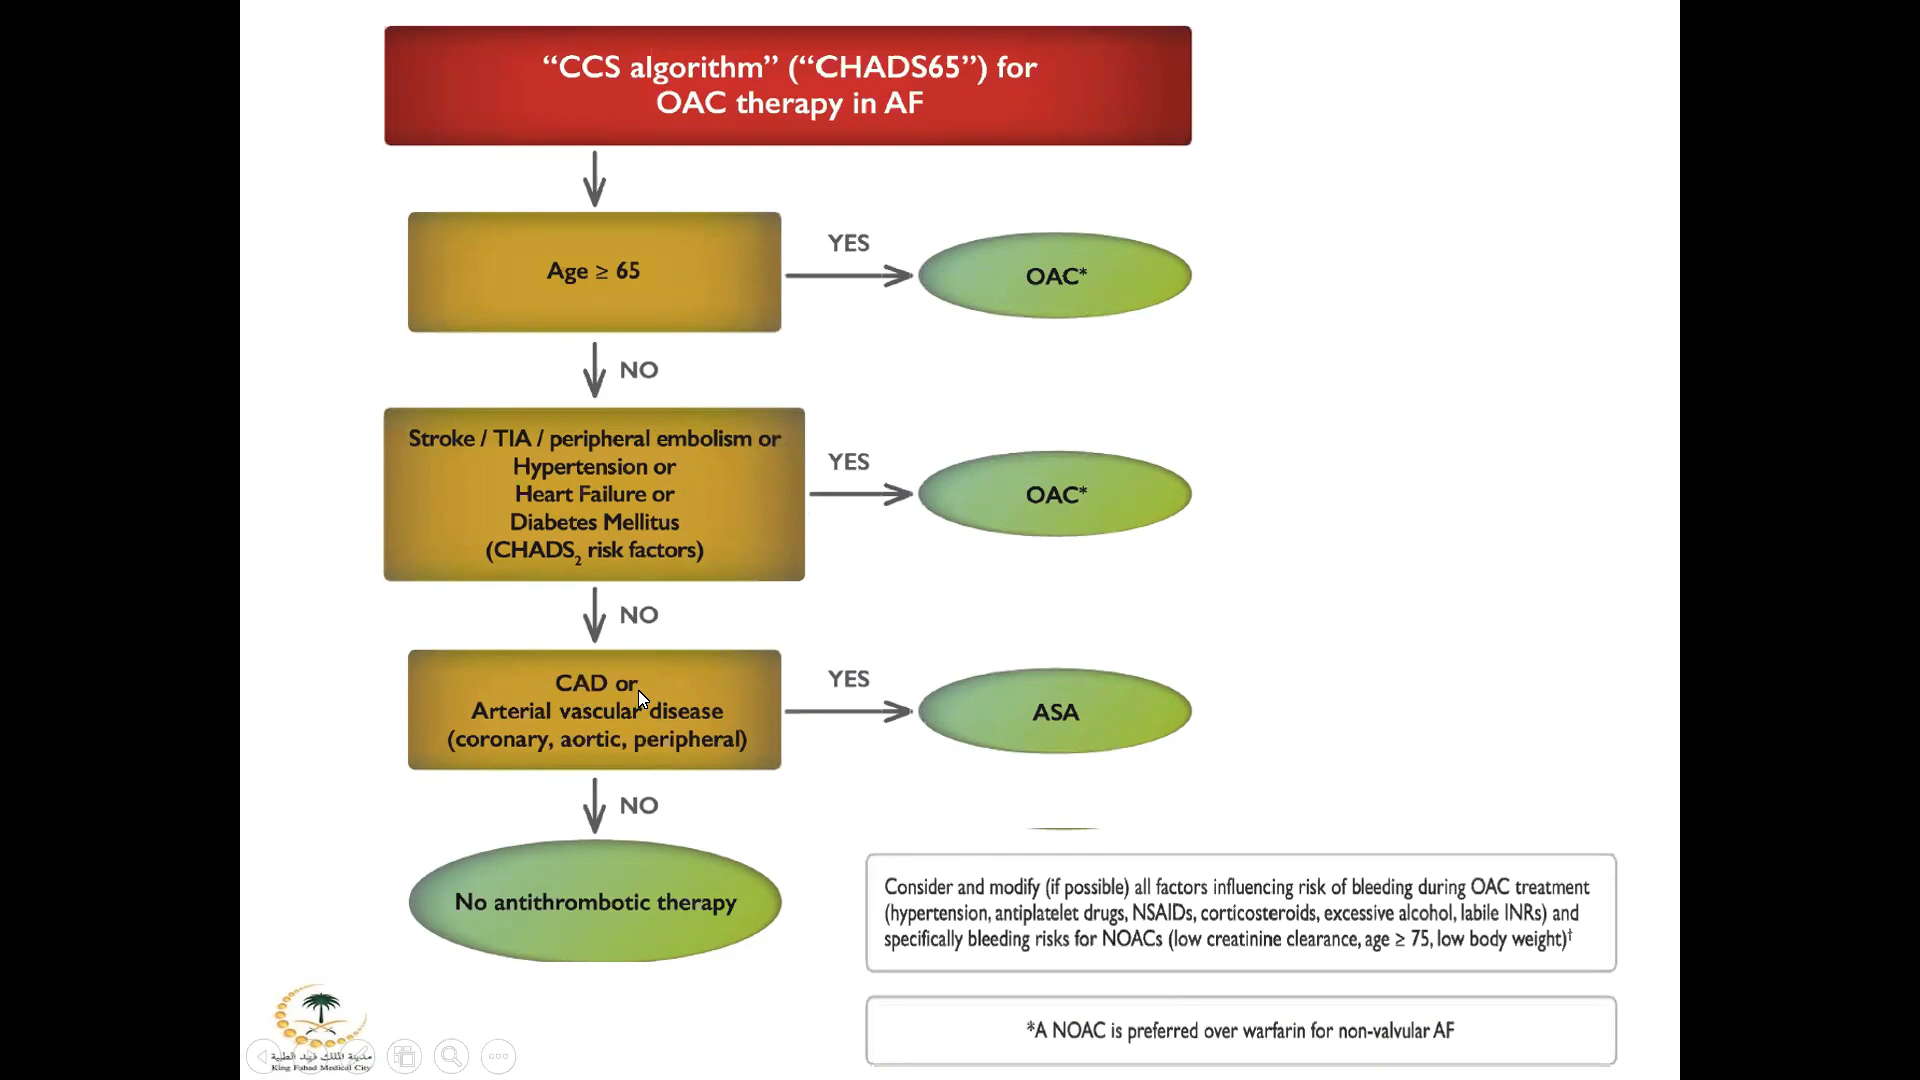 “CCS algorithm” (“CHADS65”) for
OAC therapy in AF
Age ≥ 65
YES
OAC*
NO
Stroke / TIA / peripheral embolism or
Hypertension or
Heart Failure or
Diabetes Mellitus
(CHADS2 risk factors)
YES
OAC*
NO
CAD or
Arterial vascular disease
(coronary, aortic, peripheral)
YES
ASA
NO
No antithrombotic therapy
Consider and modify (if possible) all factors influencing risk of bleeding during OAC treatment
(hypertension, antiplatelet drugs, NSAIDs, corticosteroids, excessive alcohol, labile INRs) and
specifically bleeding risks for NOACs (low creatinine clearance, age ≥ 75, low body weight)†
*A NOAC is preferred over warfarin for non-valvular AF
مدينة الملك فهد الطبية
King Fahad Medical City